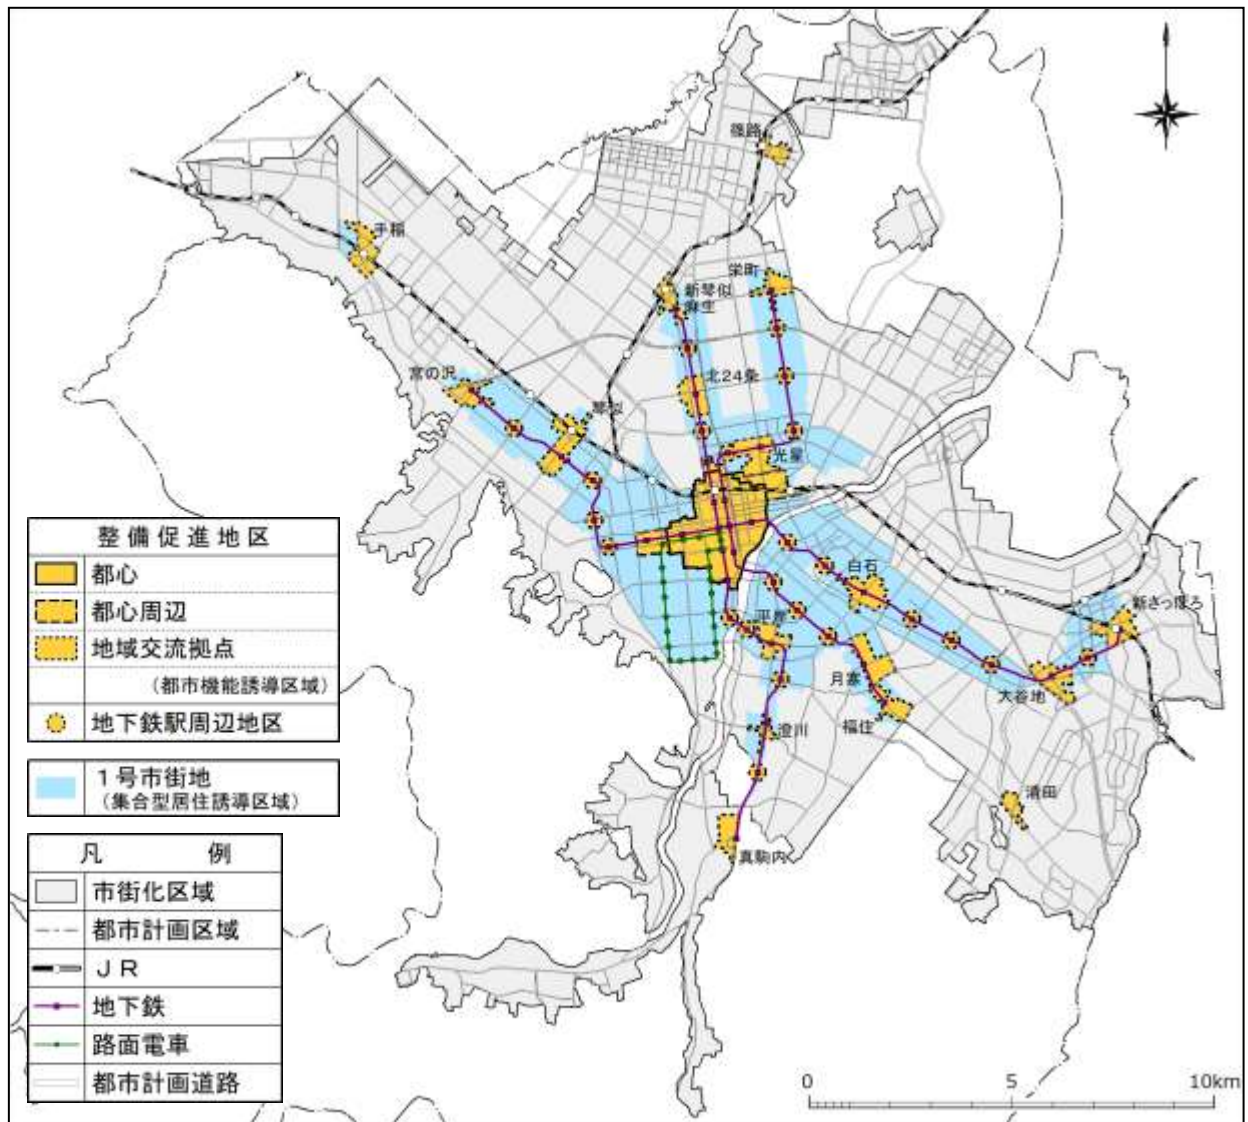 篠路
手稲
栄町
新琴似
麻生
宮の沢
北24条
琴似
光星
白石
新さっぽろ
平岸
月寒
大谷地
福住
澄川
清田
真駒内
整備促進地区
都心
都心周辺
地域交流拠点
(都市機能誘導区域)
地下鉄駅周辺地区
1号市街地
(集合型居住誘導区域)
凡 例
市街化区域
都市計画区域
JR
地下鉄
路面電車
都市計画道路
0 5 10km